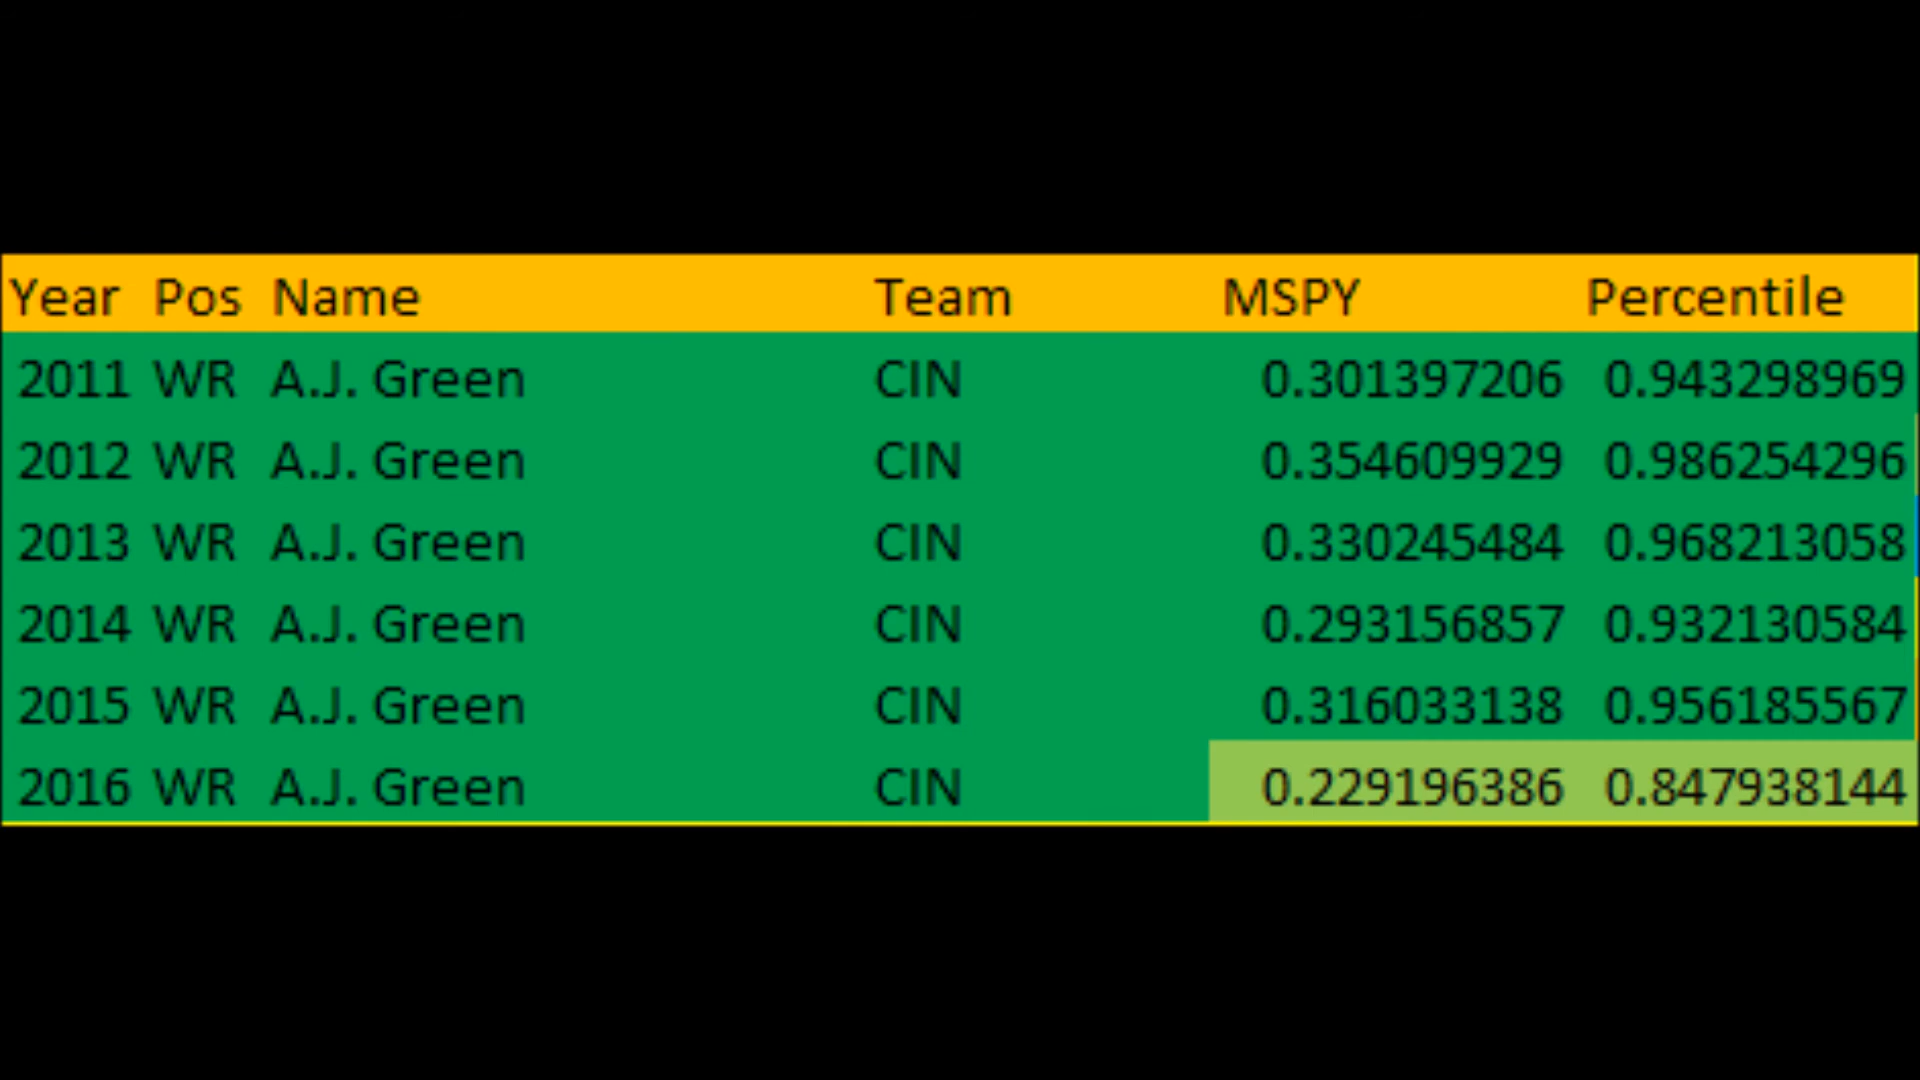 Year Pos Name Team MSPY Percentile
2011 WR A.J. Green CIN 0.301397206 0.943298969
2012 WR A.J. Green CIN 0.354609929 0.986254296
2013 WR A.J. Green CIN 0.330245484 0.968213058
2014 WR A.J. Green CIN 0.293156857 0.932130584
2015 WR A.J. Green CIN 0.316033138 0.956185567
2016 WR A.J. Green CIN 0.229196386 0.847938144